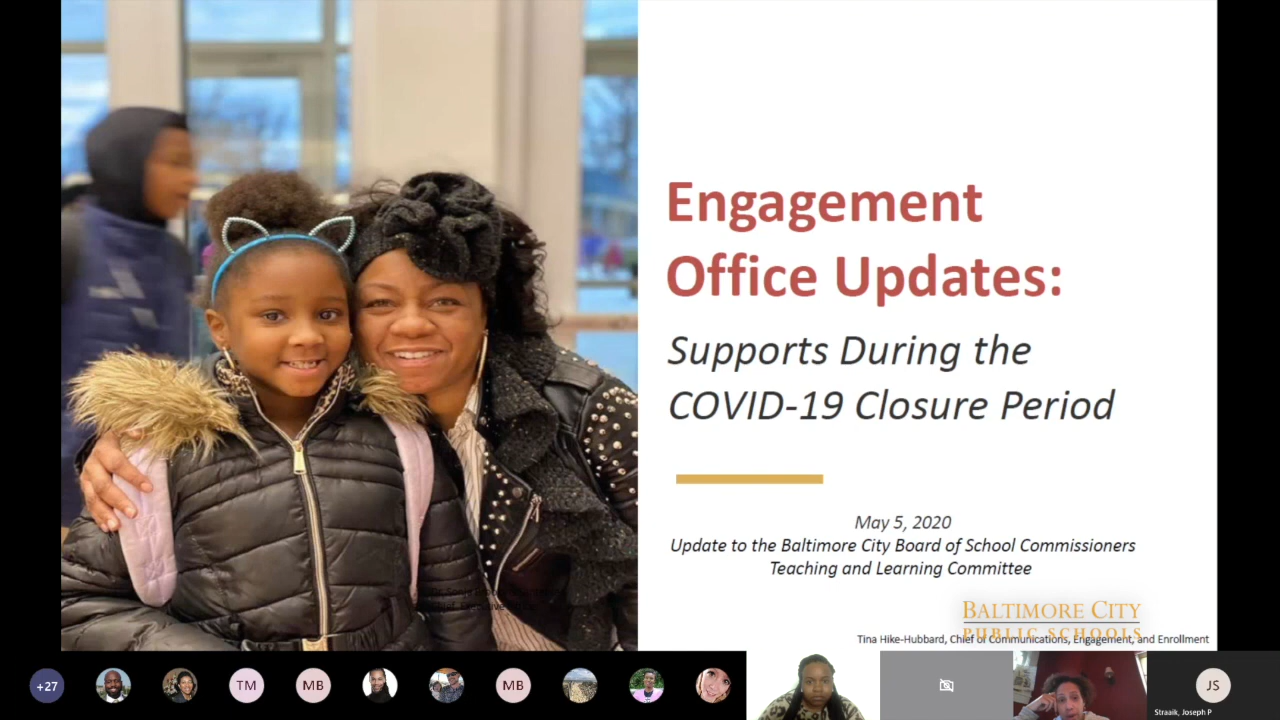 Engagement
Office Updates:
Supports During the
COVID-19 Closure Period
May 5, 2020
Update to the Baltimore City Board of School Commissioners
Teaching and Learning Committee
BALTIMORE CITY
PUBLIC SCHOOLS
Tina Hike-Hubbard, Chief of Communications, Engagement, and Enrollment
+27
TM
MB
MB
JS
Straaik, Joseph P